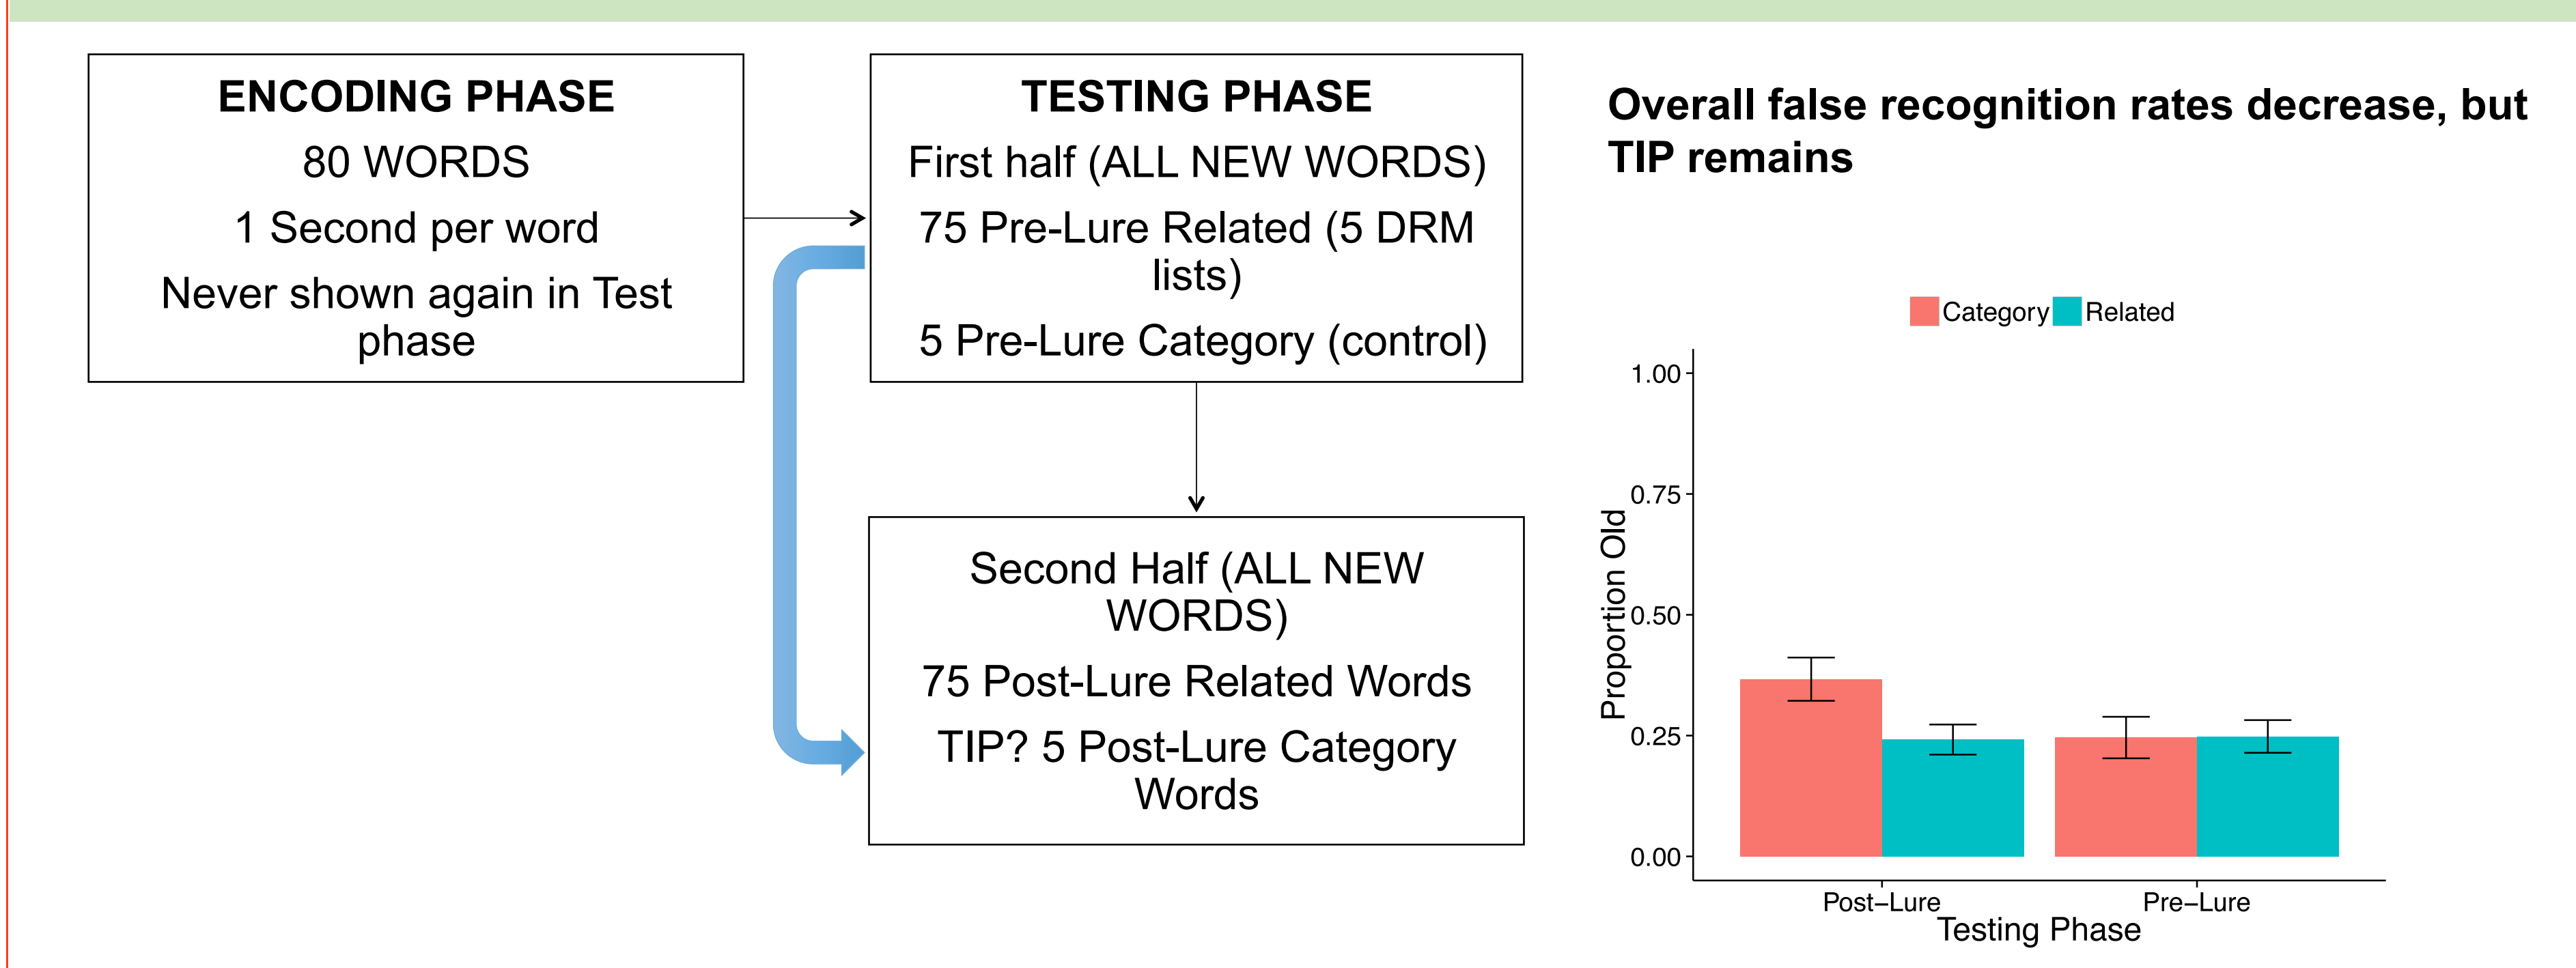 ENCODING PHASE
80 WORDS
1 Second per word
Never shown again in Test
phase
TESTING PHASE
First half (ALL NEW WORDS)
75 Pre-Lure Related (5 DRM
lists)
5 Pre-Lure Category (control)
Second Half (ALL NEW
WORDS)
75 Post-Lure Related Words
TIP? 5 Post-Lure Category
Words
Overall false recognition rates decrease, but
TIP remains
Category Related
1.00
0.75
0.50
0.25
0.00
Proportion Old
Post−Lure Pre−Lure
Testing Phase